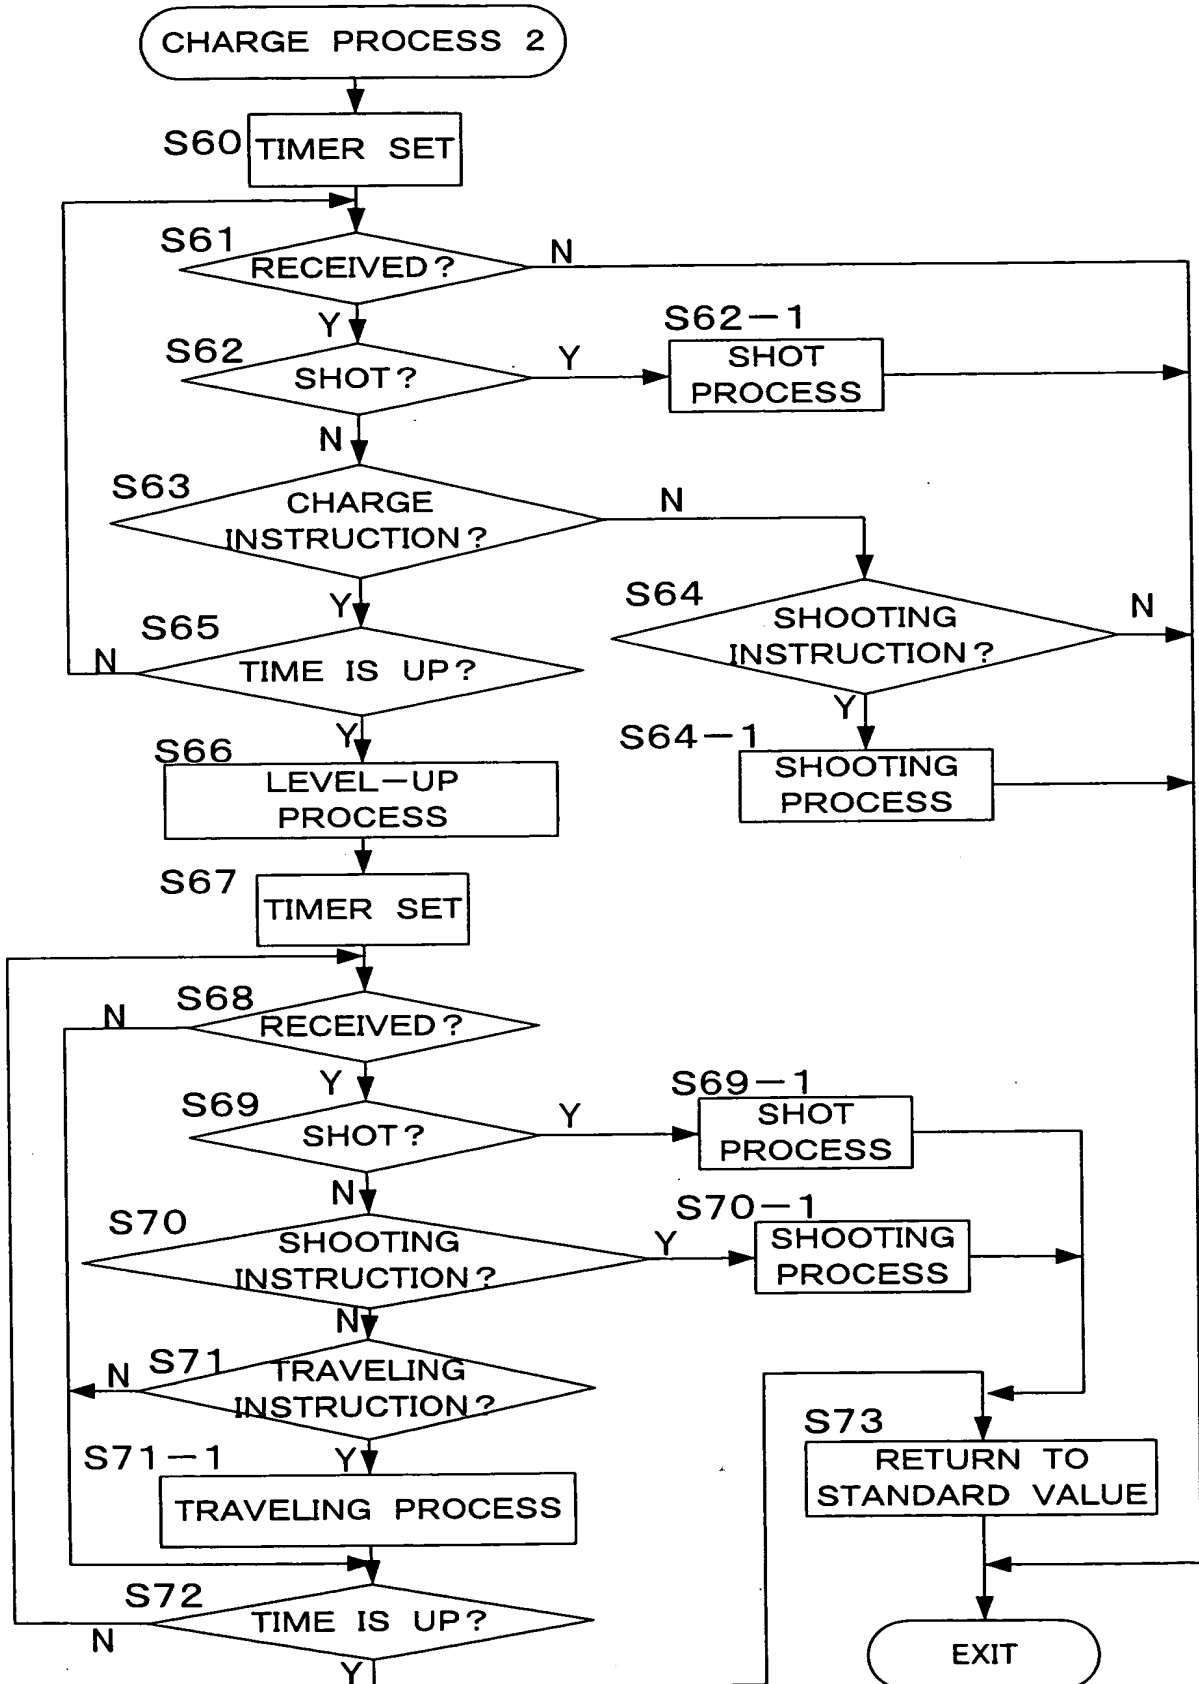 CHARGE PROCESS 2
S60
TIMER SET
S61
RECEIVED?
N
Y
S62
SHOT?
Y
S62-1
SHOT
PROCESS
N
S63
CHARGE
INSTRUCTION?
N
Y
S64
SHOOTING
INSTRUCTION?
N
Y
S64-1
SHOOTING
PROCESS
S65
TIME IS UP?
N
Y
S66
LEVEL-UP
PROCESS
S67
TIMER SET
S68
RECEIVED?
N
Y
S69
SHOT?
Y
S69-1
SHOT
PROCESS
N
S70
SHOOTING
INSTRUCTION?
Y
S70-1
SHOOTING
PROCESS
N
S71
TRAVELING
INSTRUCTION?
N
Y
S71-1
TRAVELING PROCESS
S72
TIME IS UP?
N
Y
S73
RETURN TO
STANDARD VALUE
EXIT